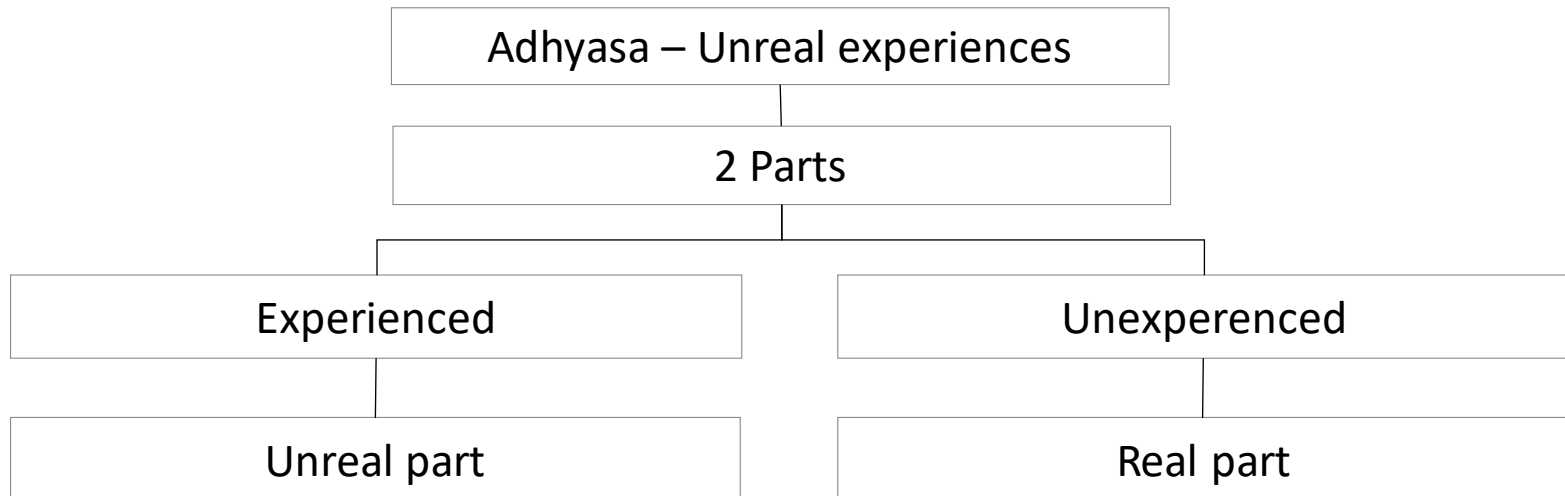 Adhyasa – Unreal experiences
2 Parts
Experienced
Unexperenced
Unreal part
Real part